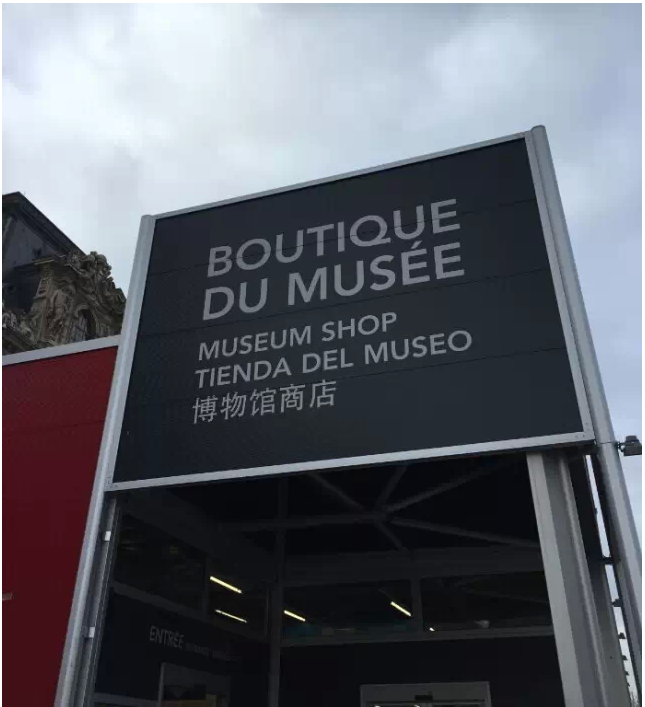 BOUTIQUE
DU MUSÉE
MUSEUM SHOP
TIENDA DEL MUSEO
博物馆商店
ENTRÉE